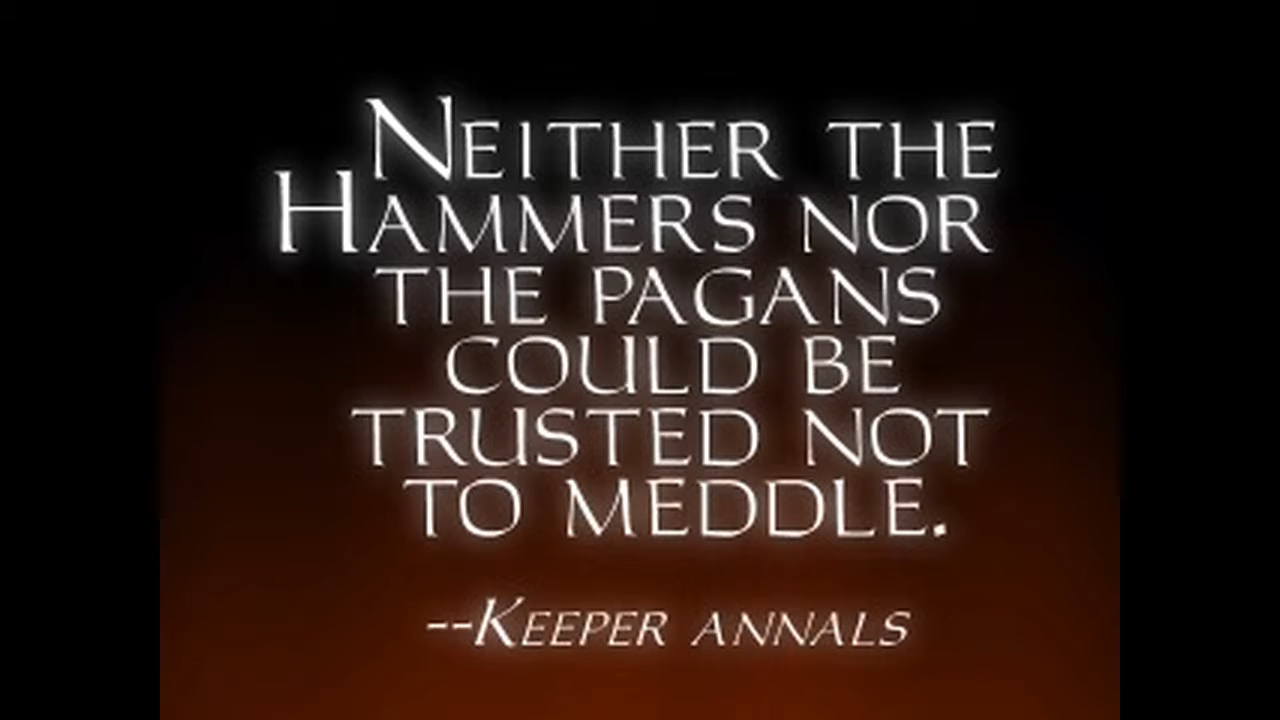 Neither the
Hammers nor
the pagans
could be
trusted not
to meddle.
--Keeper annals